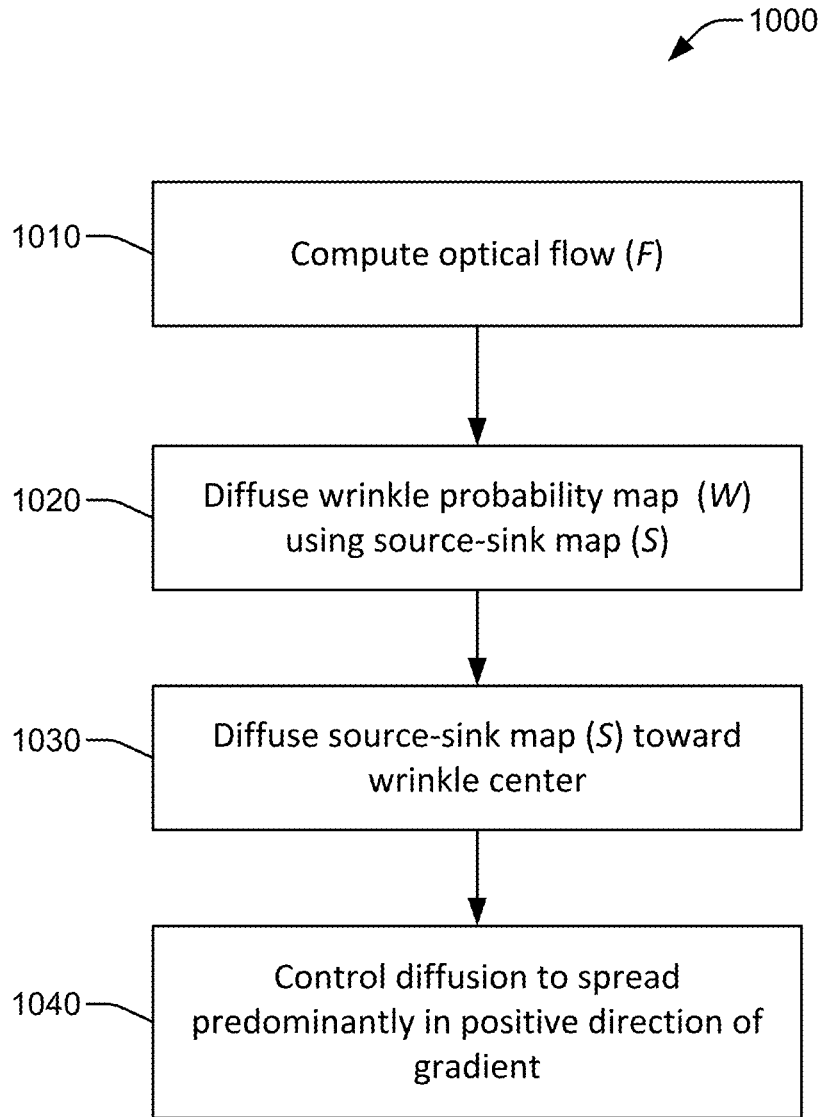 1000
1010
Compute optical flow (F)
1020
Diffuse wrinkle probability map (W)
using source-sink map (S)
1030
Diffuse source-sink map (S) toward
wrinkle center
1040
Control diffusion to spread
predominantly in positive direction of
gradient